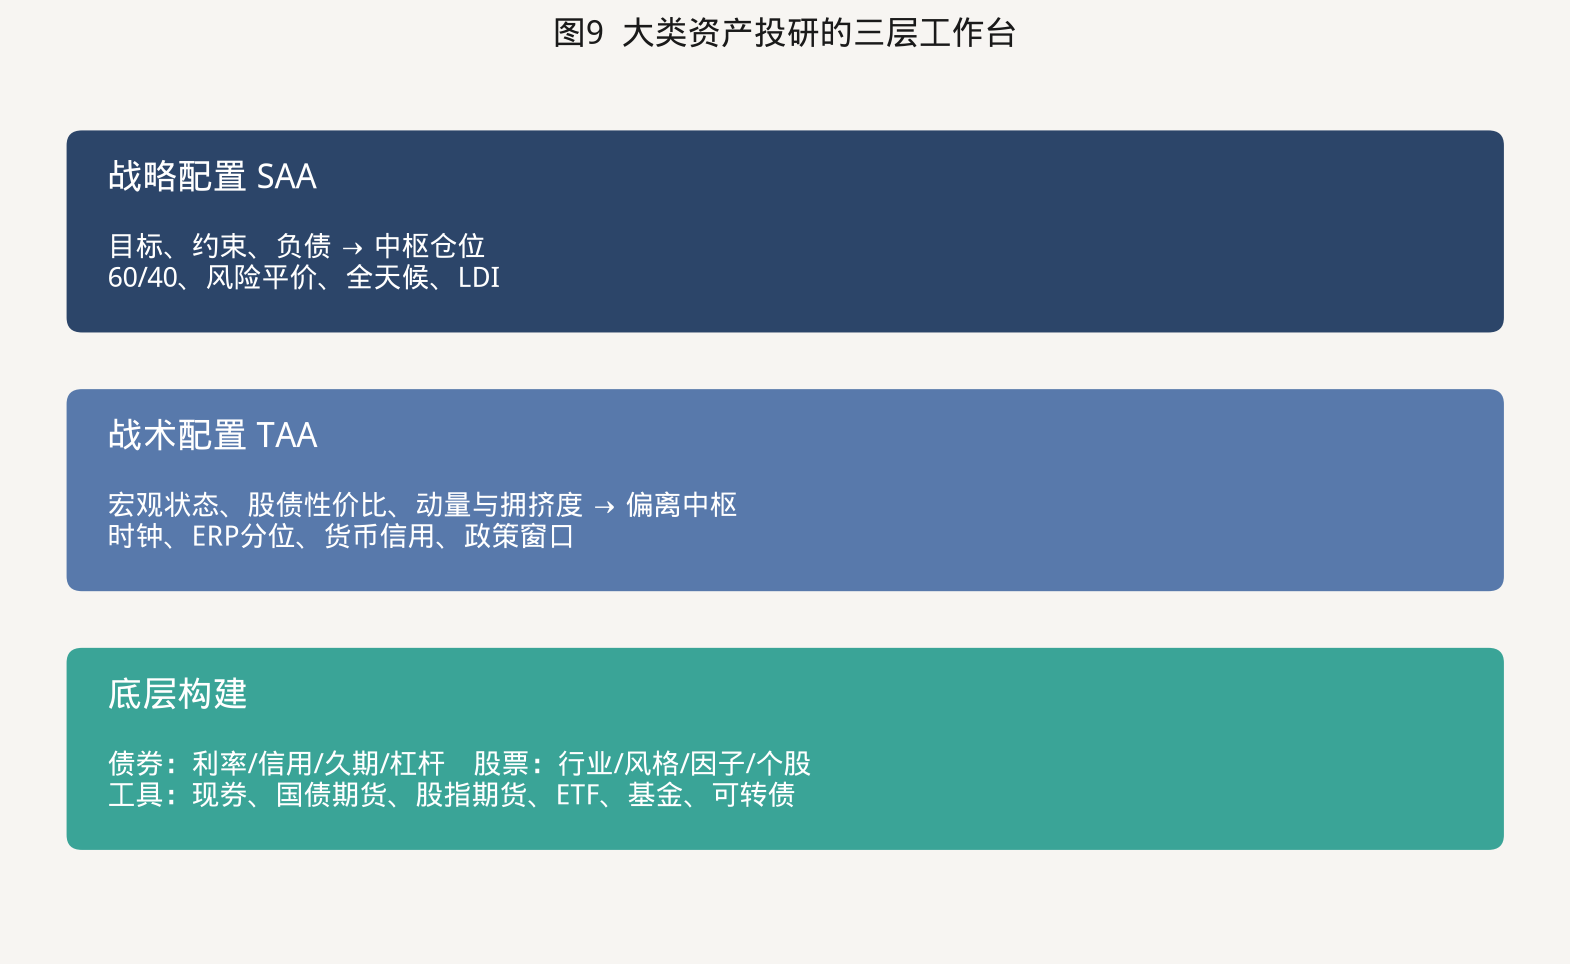 图9 大类资产投研的三层工作台
战略配置 SAA
目标、约束、负债 → 中枢仓位
60/40、风险平价、全天候、LDI
战术配置 TAA
宏观状态、股债性价比、动量与拥挤度 → 偏离中枢
时钟、ERP分位、货币信用、政策窗口
底层构建
债券：利率/信用/久期/杠杆　股票：行业/风格/因子/个股
工具：现券、国债期货、股指期货、ETF、基金、可转债